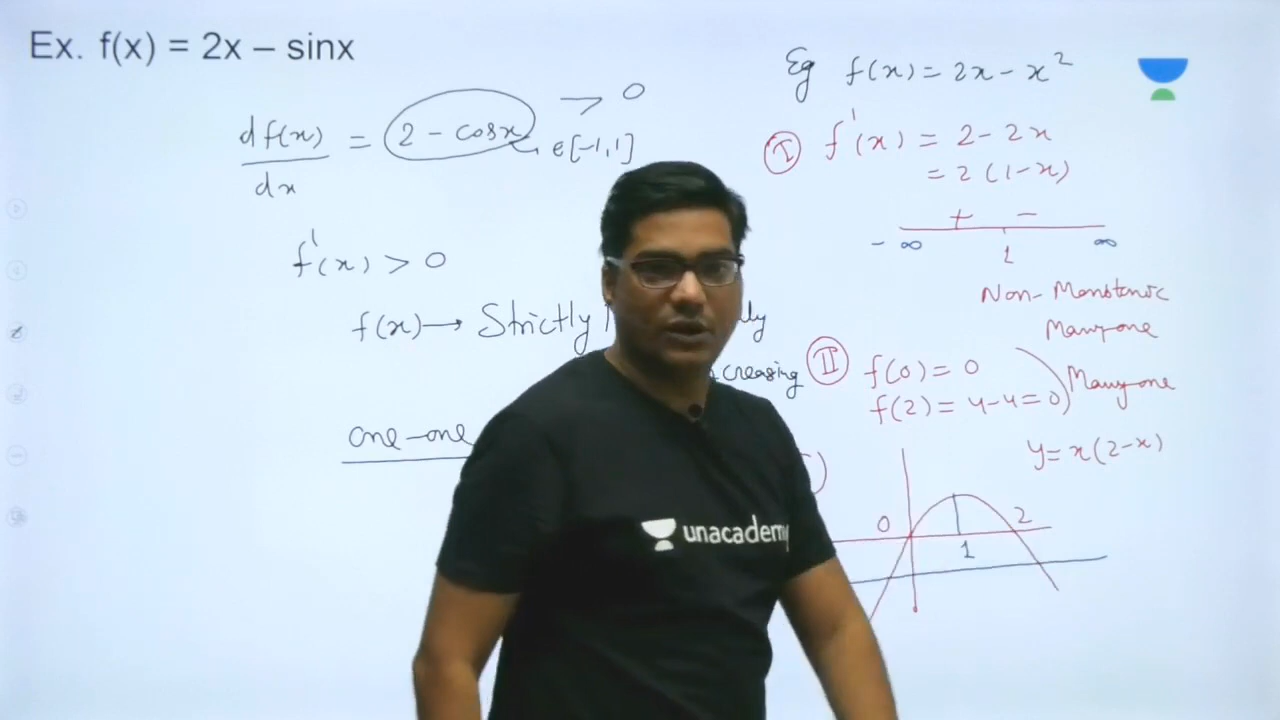 Ex. f(x) = 2x – sinx
df(x)/dx = 2 - cosx > 0
∈[-1,1]
f'(x) > 0
f(x) → Strictly
creasing
one-one
Eg f(x) = 2x - x²
I f'(x) = 2 - 2x
= 2(1-x)
+ -
-∞ 1 ∞
Non-Monotonic
Many-one
II f(0) = 0
f(2) = 4-4=0) Many-one
y = x(2-x)
0 1 2
unacademy